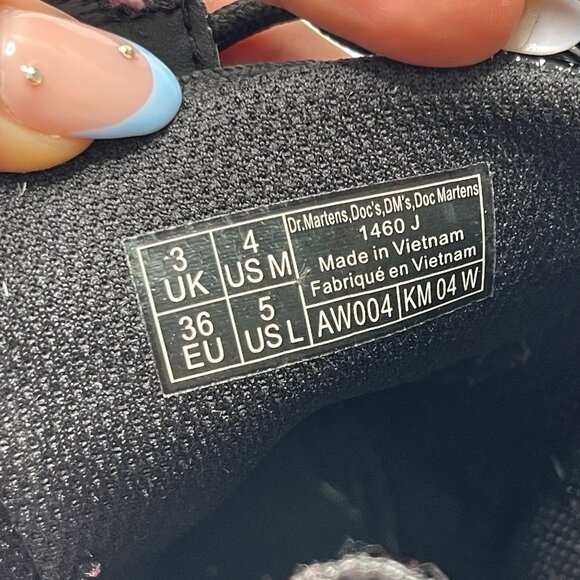 3
UK
4
US M
36
EU
5
US L
Dr.Martens,Doc's,DM's,Doc Martens
1460 J
Made in Vietnam
Fabriqué en Vietnam
AW004
KM 04 W